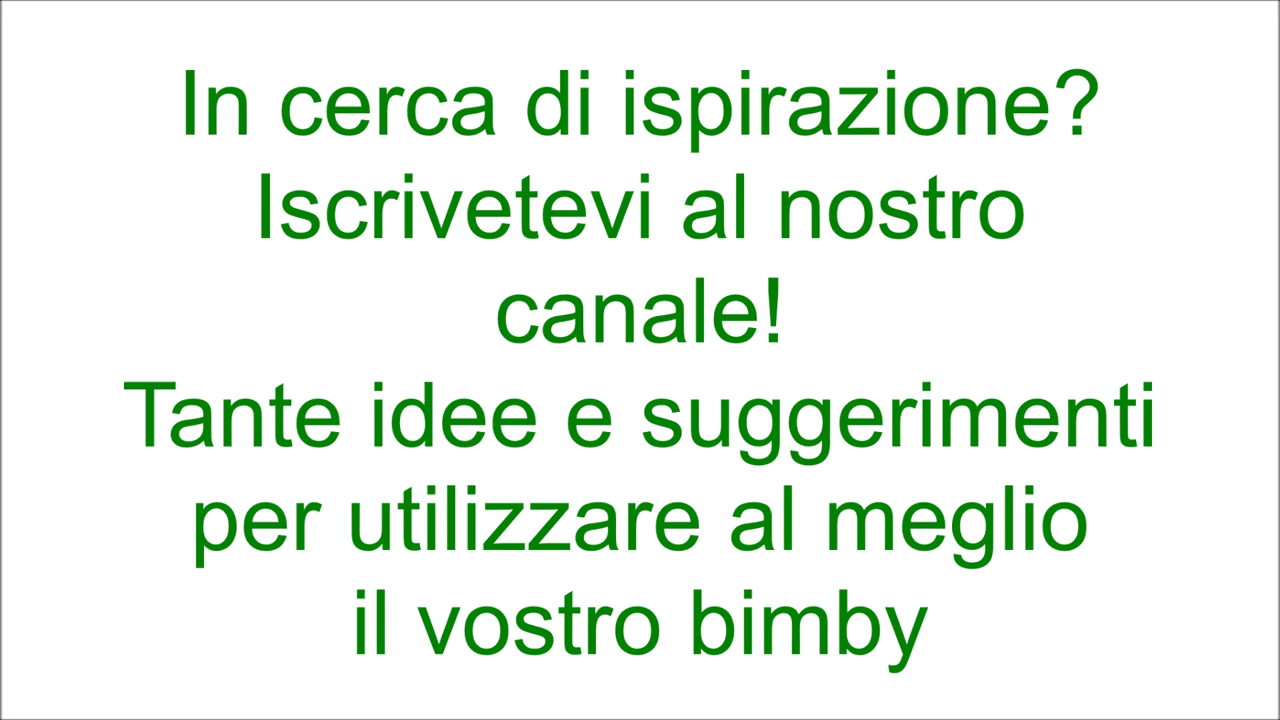 In cerca di ispirazione?
Iscrivetevi al nostro
canale!
Tante idee e suggerimenti
per utilizzare al meglio
il vostro bimby